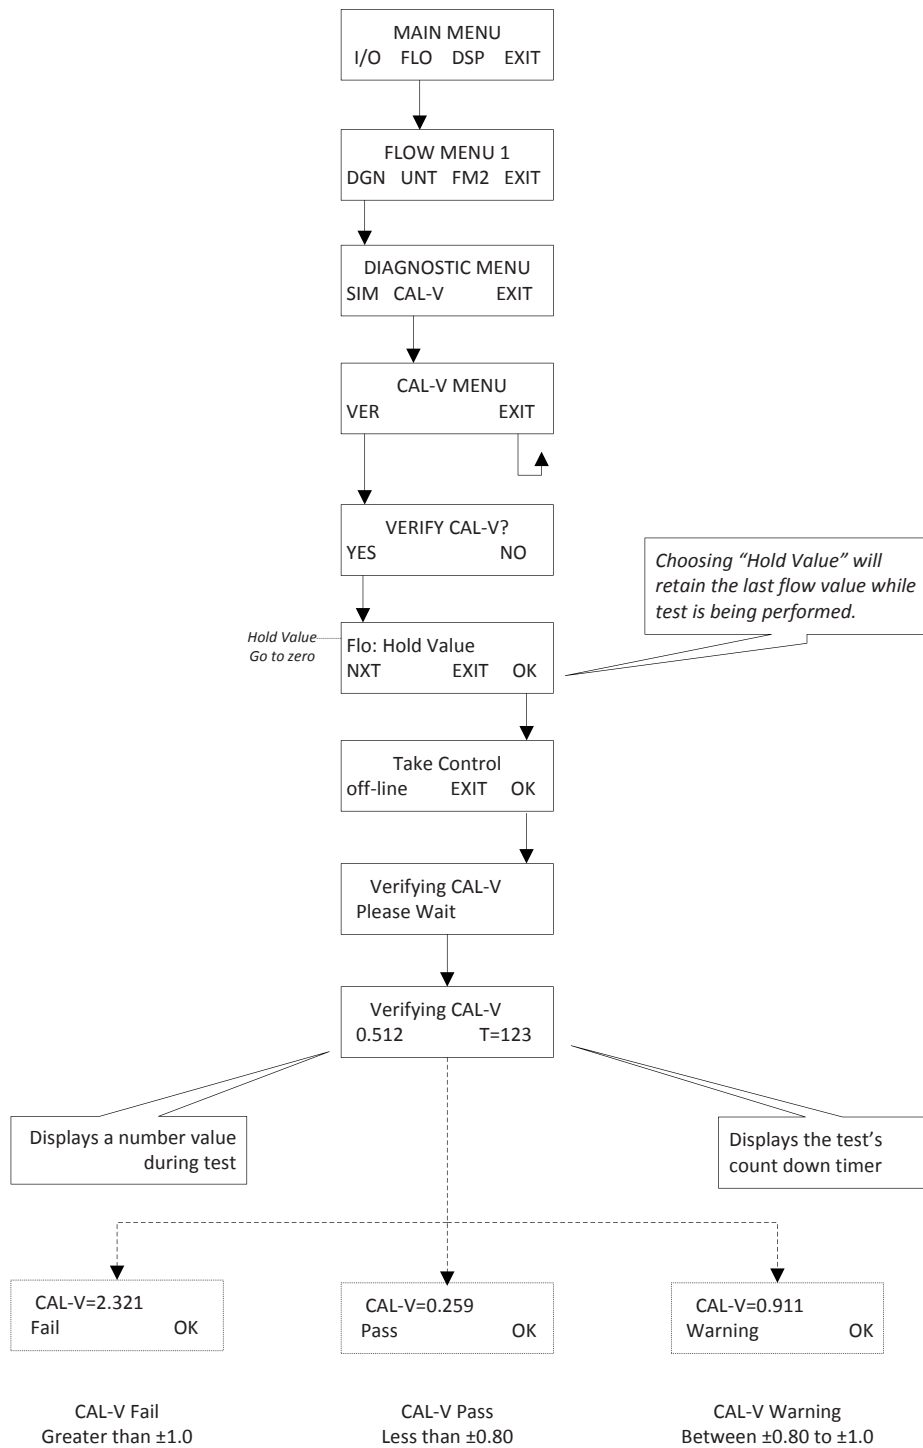 MAIN MENU
I/O FLO DSP EXIT
FLOW MENU 1
DGN UNT FM2 EXIT
DIAGNOSTIC MENU
SIM CAL-V EXIT
CAL-V MENU
VER EXIT
VERIFY CAL-V?
YES NO
Choosing “Hold Value” will
retain the last flow value while
test is being performed.
Hold Value
Go to zero
Flo: Hold Value
NXT EXIT OK
Take Control
off-line EXIT OK
Verifying CAL-V
Please Wait
Verifying CAL-V
0.512 T=123
Displays a number value
during test
Displays the test’s
count down timer
CAL-V=2.321
Fail OK
CAL-V=0.259
Pass OK
CAL-V=0.911
Warning OK
CAL-V Fail
Greater than ±1.0
CAL-V Pass
Less than ±0.80
CAL-V Warning
Between ±0.80 to ±1.0